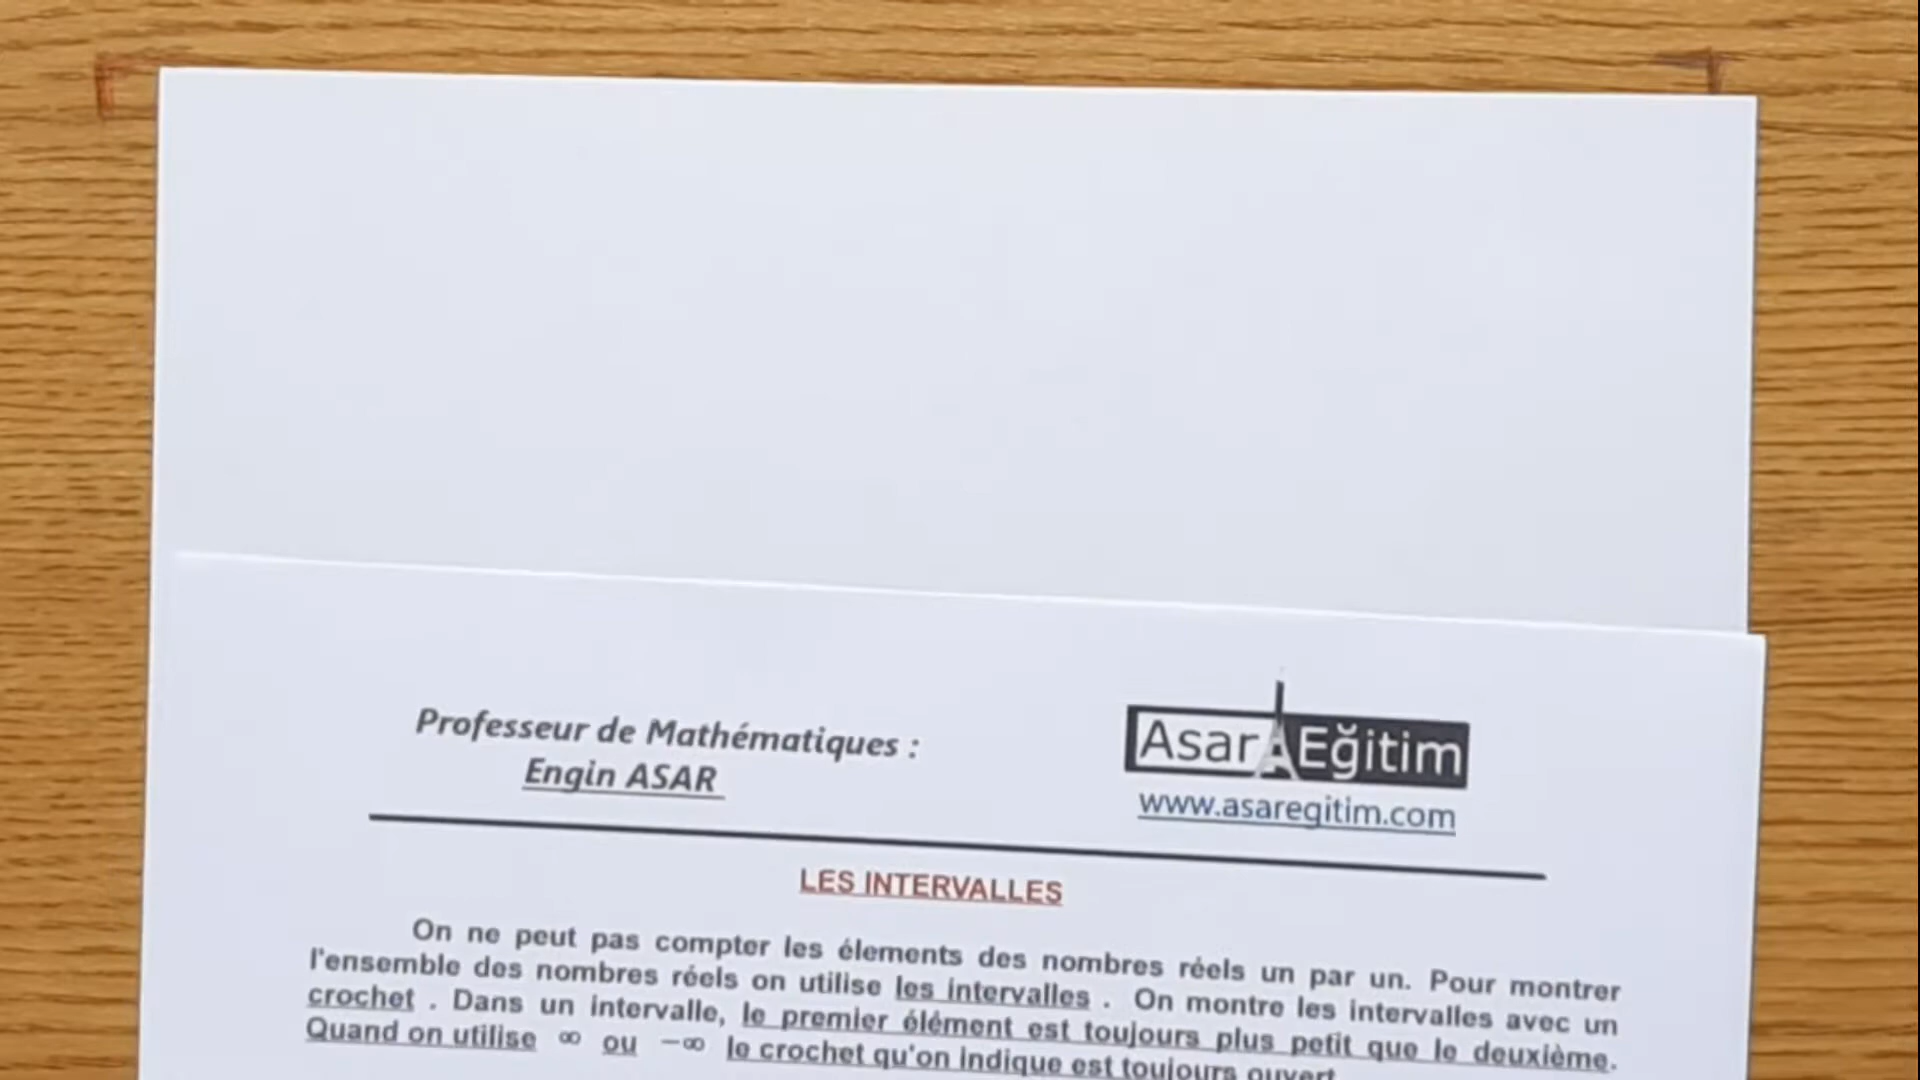 Professeur de Mathématiques :
Engin ASAR
Asar Eğitim
www.asaregitim.com
LES INTERVALLES
On ne peut pas compter les élements des nombres réels un par un. Pour montrer
l'ensemble des nombres réels on utilise les intervalles . On montre les intervalles avec un
crochet . Dans un intervalle, le premier élément est toujours plus petit que le deuxième.
Quand on utilise ∞ ou −∞ le crochet qu'on indique est toujours ouvert